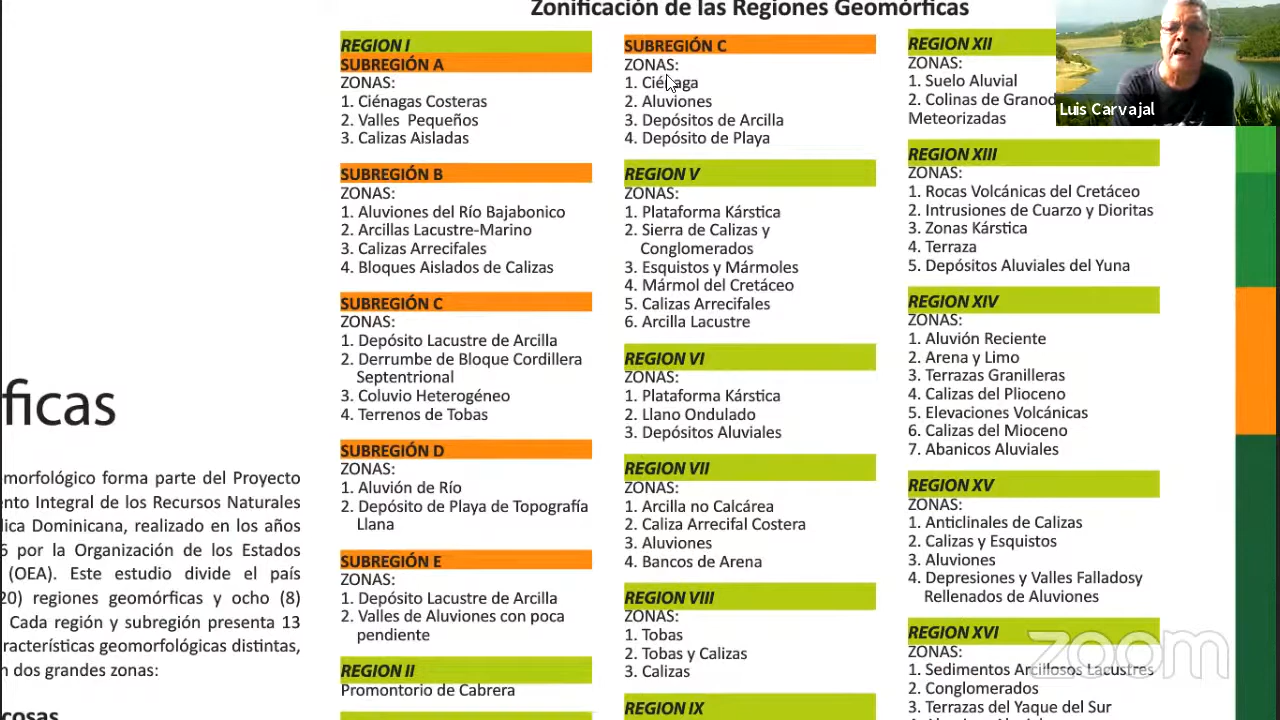 Zonificación de las Regiones Geomórficas
REGION I
SUBREGIÓN A
ZONAS:
1. Ciénagas Costeras
2. Valles Pequeños
3. Calizas Aisladas
SUBREGIÓN B
ZONAS:
1. Aluviones del Río Bajabonico
2. Arcillas Lacustre-Marino
3. Calizas Arrecifales
4. Bloques Aislados de Calizas
SUBREGIÓN C
ZONAS:
1. Depósito Lacustre de Arcilla
2. Derrumbe de Bloque Cordillera
Septentrional
3. Coluvio Heterogéneo
4. Terrenos de Tobas
SUBREGIÓN D
ZONAS:
1. Aluvión de Río
2. Depósito de Playa de Topografía
Llana
SUBREGIÓN E
ZONAS:
1. Depósito Lacustre de Arcilla
2. Valles de Aluviones con poca
pendiente
REGION II
Promontorio de Cabrera
SUBREGIÓN C
ZONAS:
1. Ciénaga
2. Aluviones
3. Depósitos de Arcilla
4. Depósito de Playa
REGION V
ZONAS:
1. Plataforma Kárstica
2. Sierra de Calizas y
Conglomerados
3. Esquistos y Mármoles
4. Mármol del Cretáceo
5. Calizas Arrecifales
6. Arcilla Lacustre
REGION VI
ZONAS:
1. Plataforma Kárstica
2. Llano Ondulado
3. Depósitos Aluviales
REGION VII
ZONAS:
1. Arcilla no Calcárea
2. Caliza Arrecifal Costera
3. Aluviones
4. Bancos de Arena
REGION VIII
ZONAS:
1. Tobas
2. Tobas y Calizas
3. Calizas
REGION IX
REGION XII
ZONAS:
1. Suelo Aluvial
2. Colinas de Granod
Meteorizadas
REGION XIII
ZONAS:
1. Rocas Volcánicas del Cretáceo
2. Intrusiones de Cuarzo y Dioritas
3. Zonas Kárstica
4. Terraza
5. Depósitos Aluviales del Yuna
REGION XIV
ZONAS:
1. Aluvión Reciente
2. Arena y Limo
3. Terrazas Granilleras
4. Calizas del Plioceno
5. Elevaciones Volcánicas
6. Calizas del Mioceno
7. Abanicos Aluviales
REGION XV
ZONAS:
1. Anticlinales de Calizas
2. Calizas y Esquistos
3. Aluviones
4. Depresiones y Valles Falladosy
Rellenados de Aluviones
REGION XVI
ZONAS:
1. Sedimentos Arcillosos Lacustres
2. Conglomerados
3. Terrazas del Yaque del Sur
Luis Carvajal
zoom
ficas
morfológico forma parte del Proyecto
nto Integral de los Recursos Naturales
lica Dominicana, realizado en los años
6 por la Organización de los Estados
(OEA). Este estudio divide el país
20) regiones geomórficas y ocho (8)
Cada región y subregión presenta 13
racterísticas geomorfológicas distintas,
n dos grandes zonas:
cosas